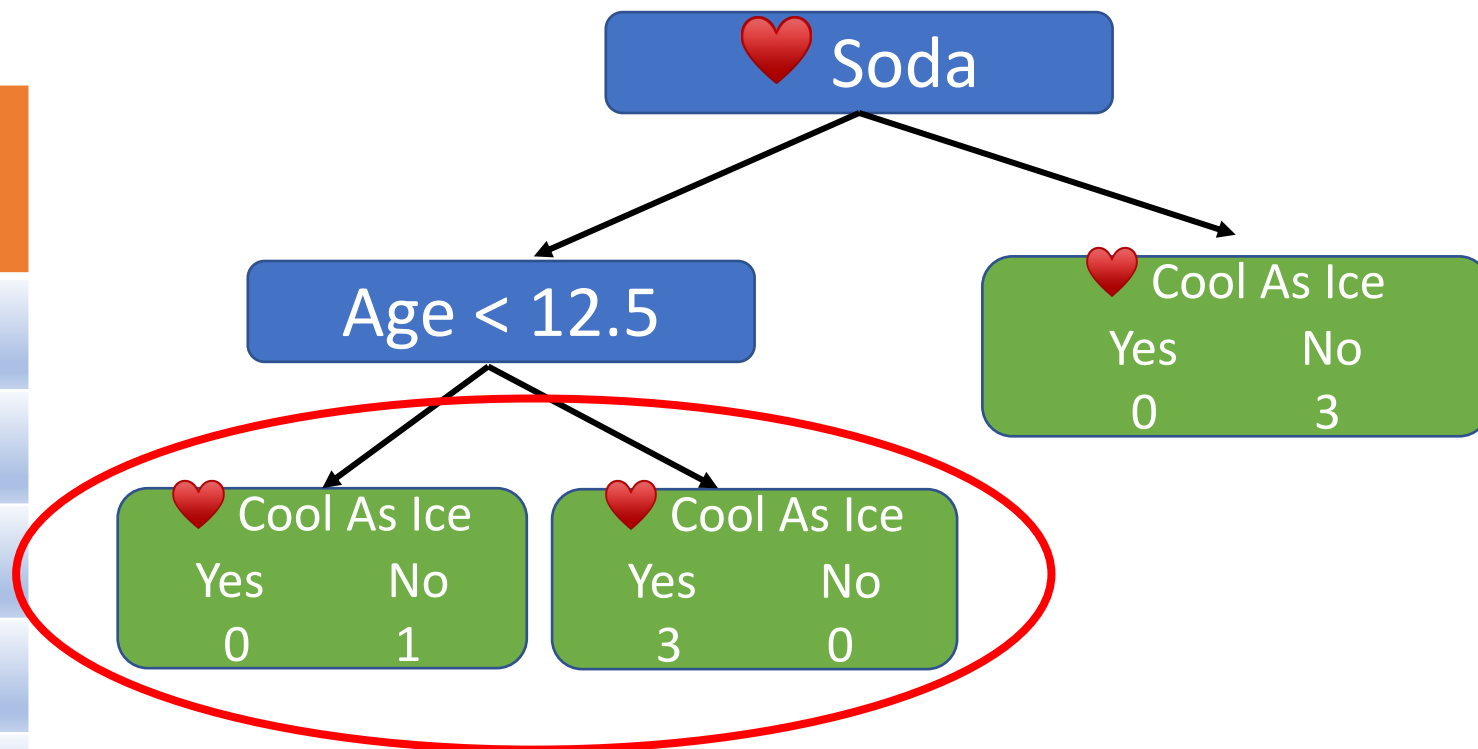 Soda
Age < 12.5
Cool As Ice
Yes No
0 3
Cool As Ice
Yes No
0 1
Cool As Ice
Yes No
3 0